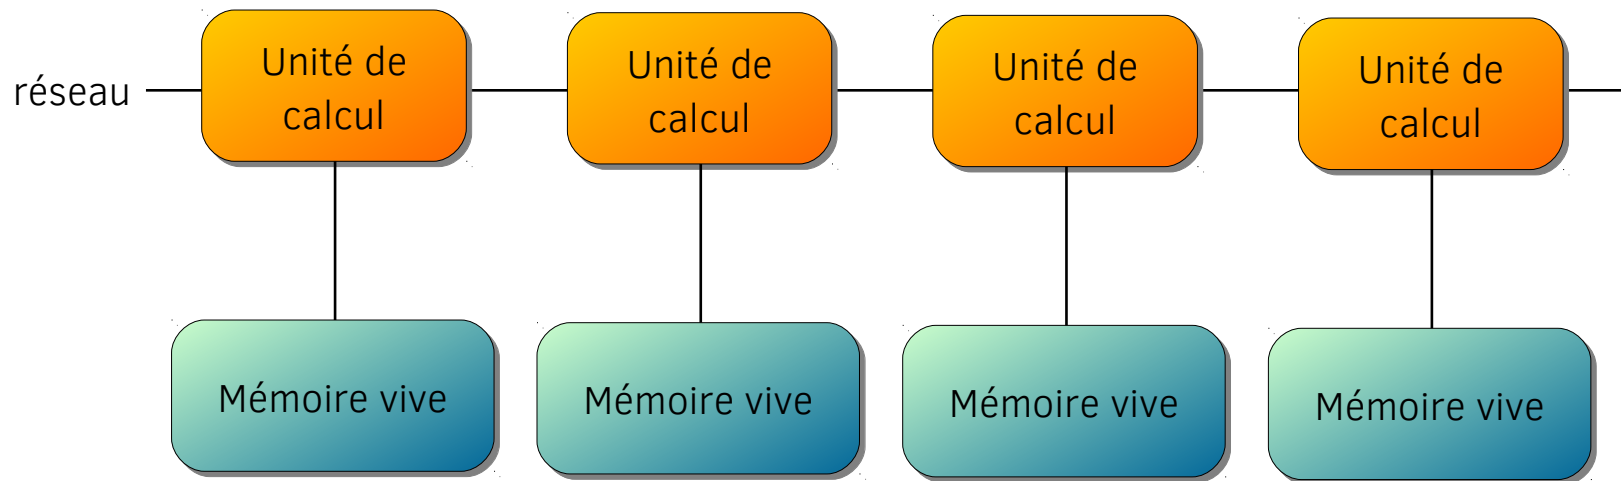 réseau
Unité de
calcul
Unité de
calcul
Unité de
calcul
Unité de
calcul
Mémoire vive
Mémoire vive
Mémoire vive
Mémoire vive